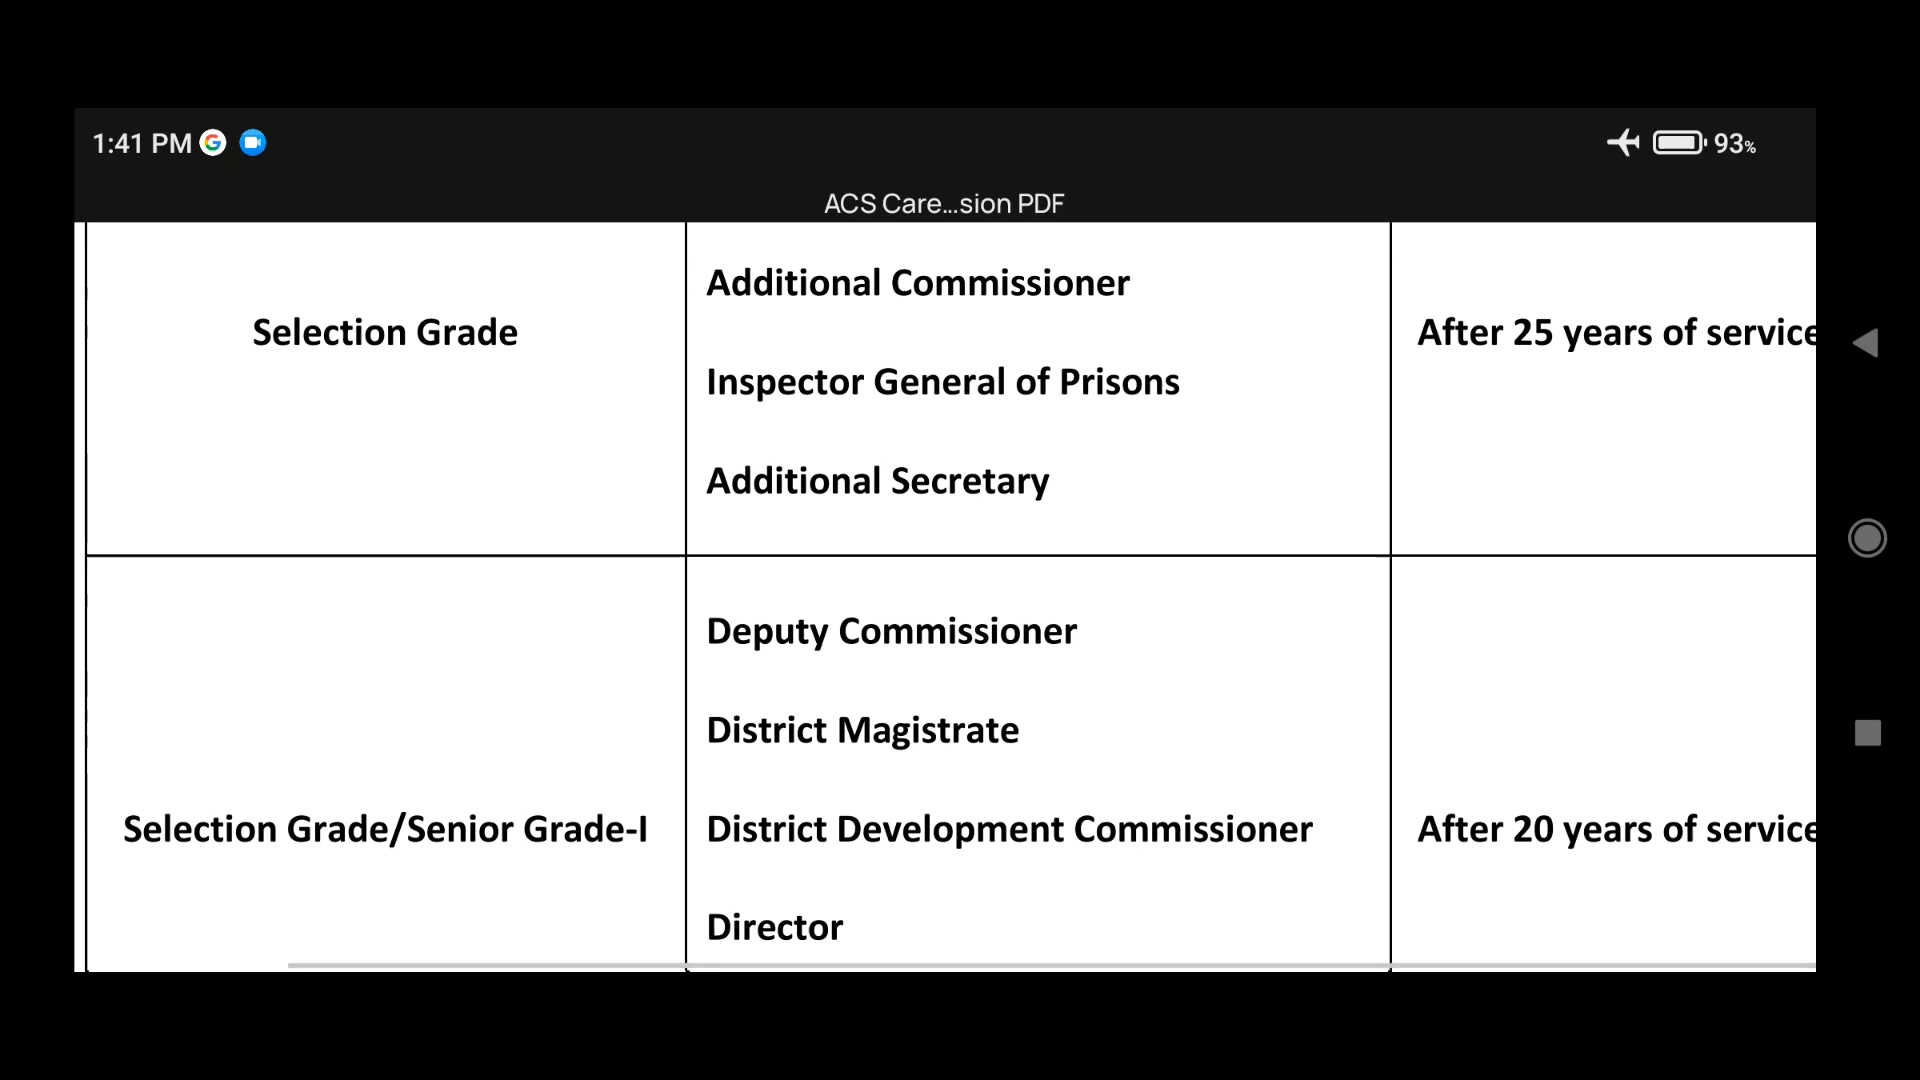 1:41 PM
93%
ACS Care...sion PDF
Additional Commissioner
Selection Grade
After 25 years of service
Inspector General of Prisons
Additional Secretary
Deputy Commissioner
District Magistrate
Selection Grade/Senior Grade-I
District Development Commissioner
After 20 years of service
Director